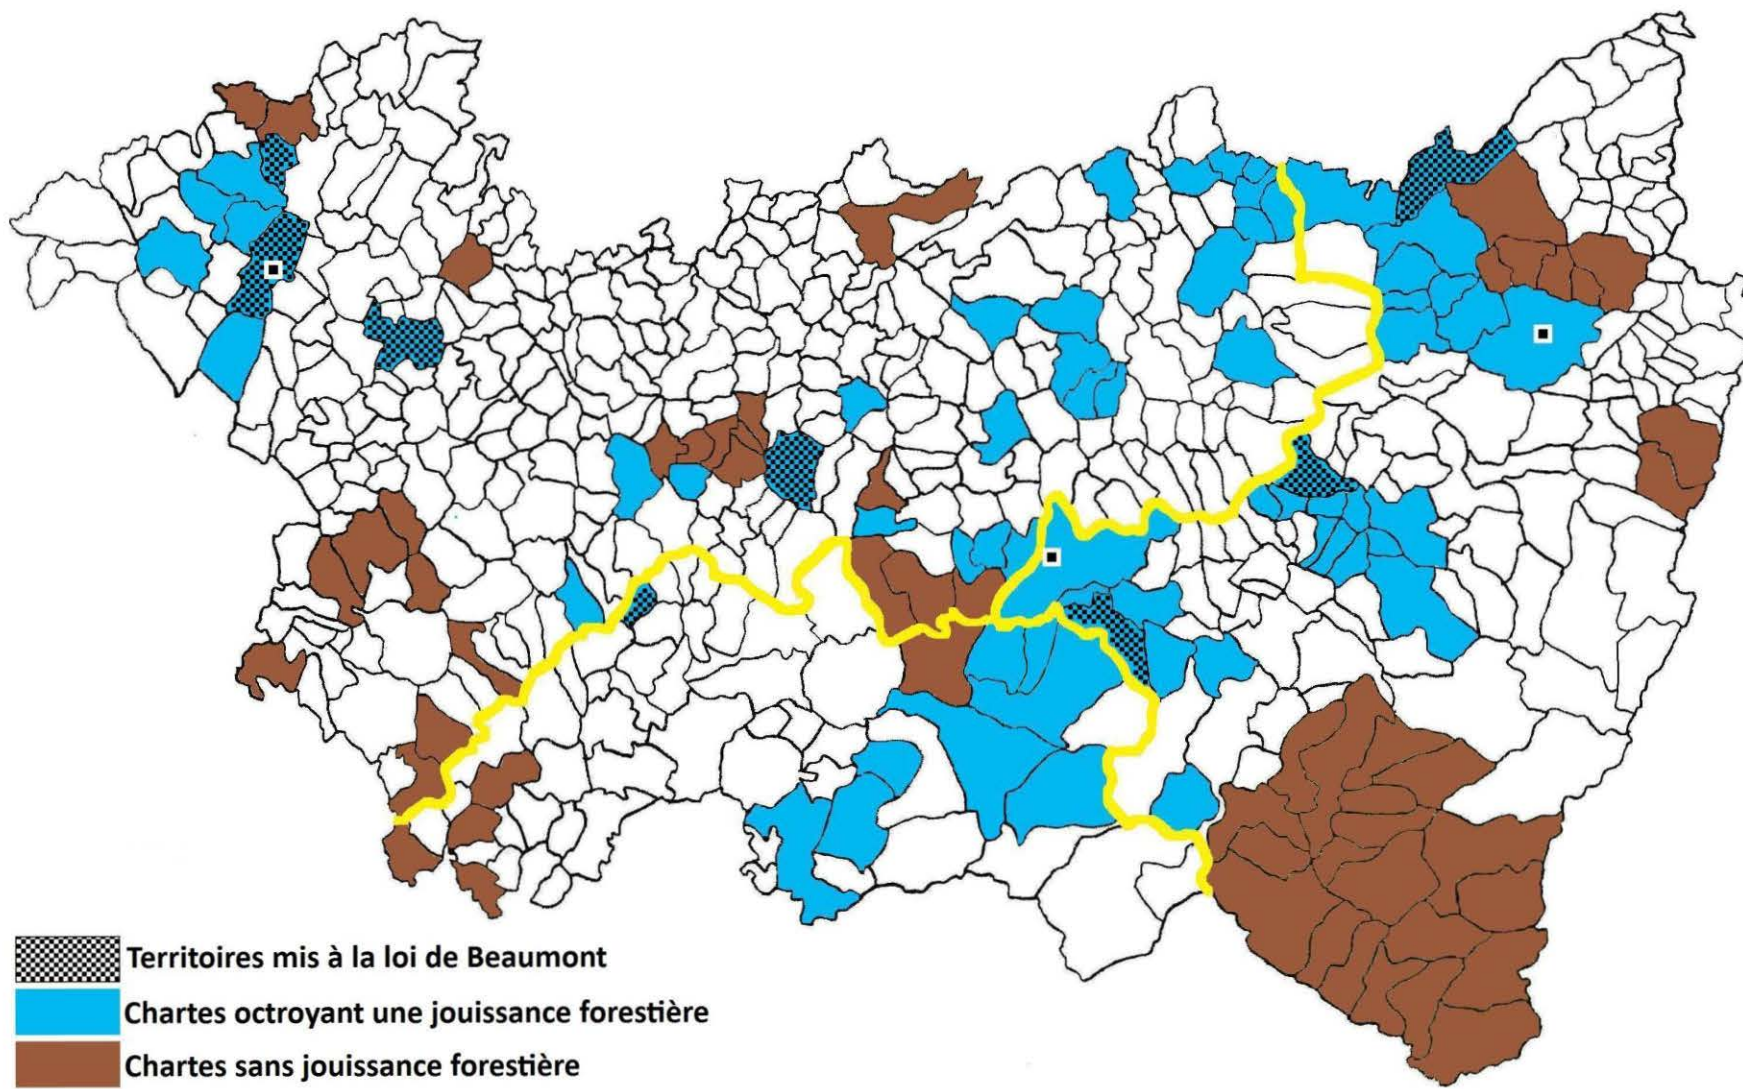 Territoires mis à la loi de Beaumont
Chartes octroyant une jouissance forestière
Chartes sans jouissance forestière